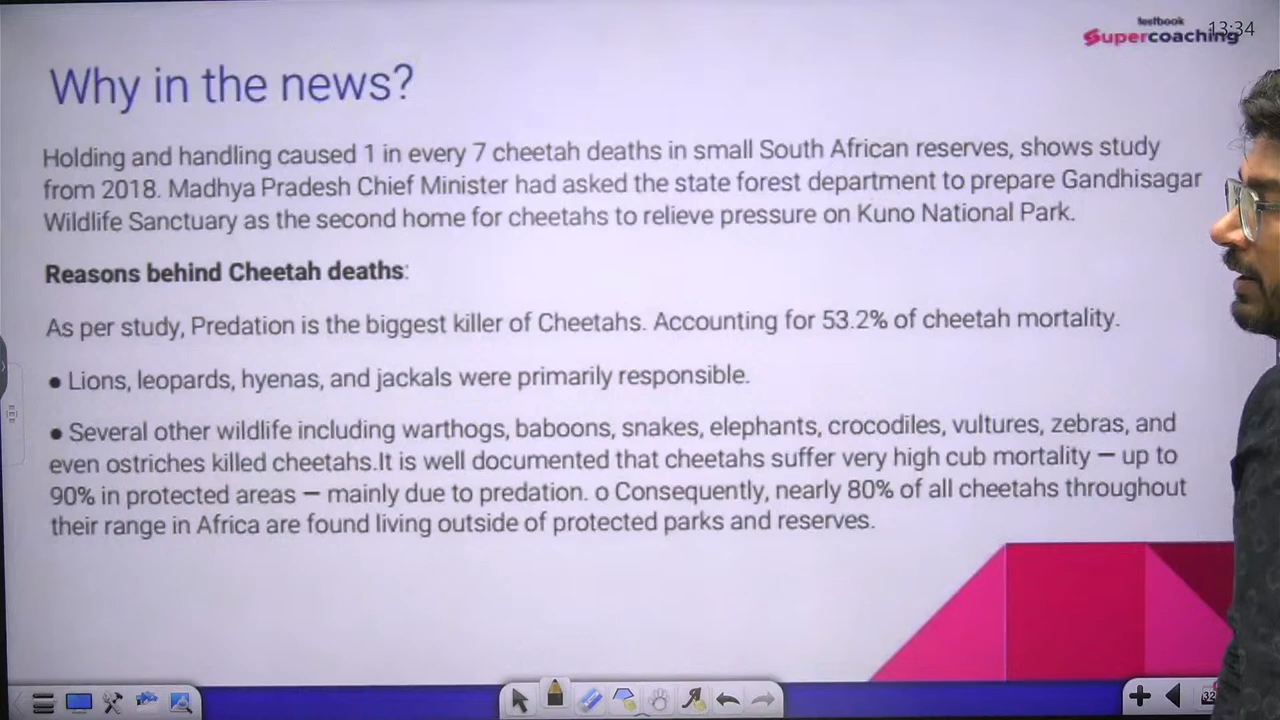 testbook
Supercoaching
13:34
Why in the news?
Holding and handling caused 1 in every 7 cheetah deaths in small South African reserves, shows study
from 2018. Madhya Pradesh Chief Minister had asked the state forest department to prepare Gandhisagar
Wildlife Sanctuary as the second home for cheetahs to relieve pressure on Kuno National Park.
Reasons behind Cheetah deaths:
As per study, Predation is the biggest killer of Cheetahs. Accounting for 53.2% of cheetah mortality.
● Lions, leopards, hyenas, and jackals were primarily responsible.
● Several other wildlife including warthogs, baboons, snakes, elephants, crocodiles, vultures, zebras, and
even ostriches killed cheetahs.It is well documented that cheetahs suffer very high cub mortality — up to
90% in protected areas — mainly due to predation. o Consequently, nearly 80% of all cheetahs throughout
their range in Africa are found living outside of protected parks and reserves.
32